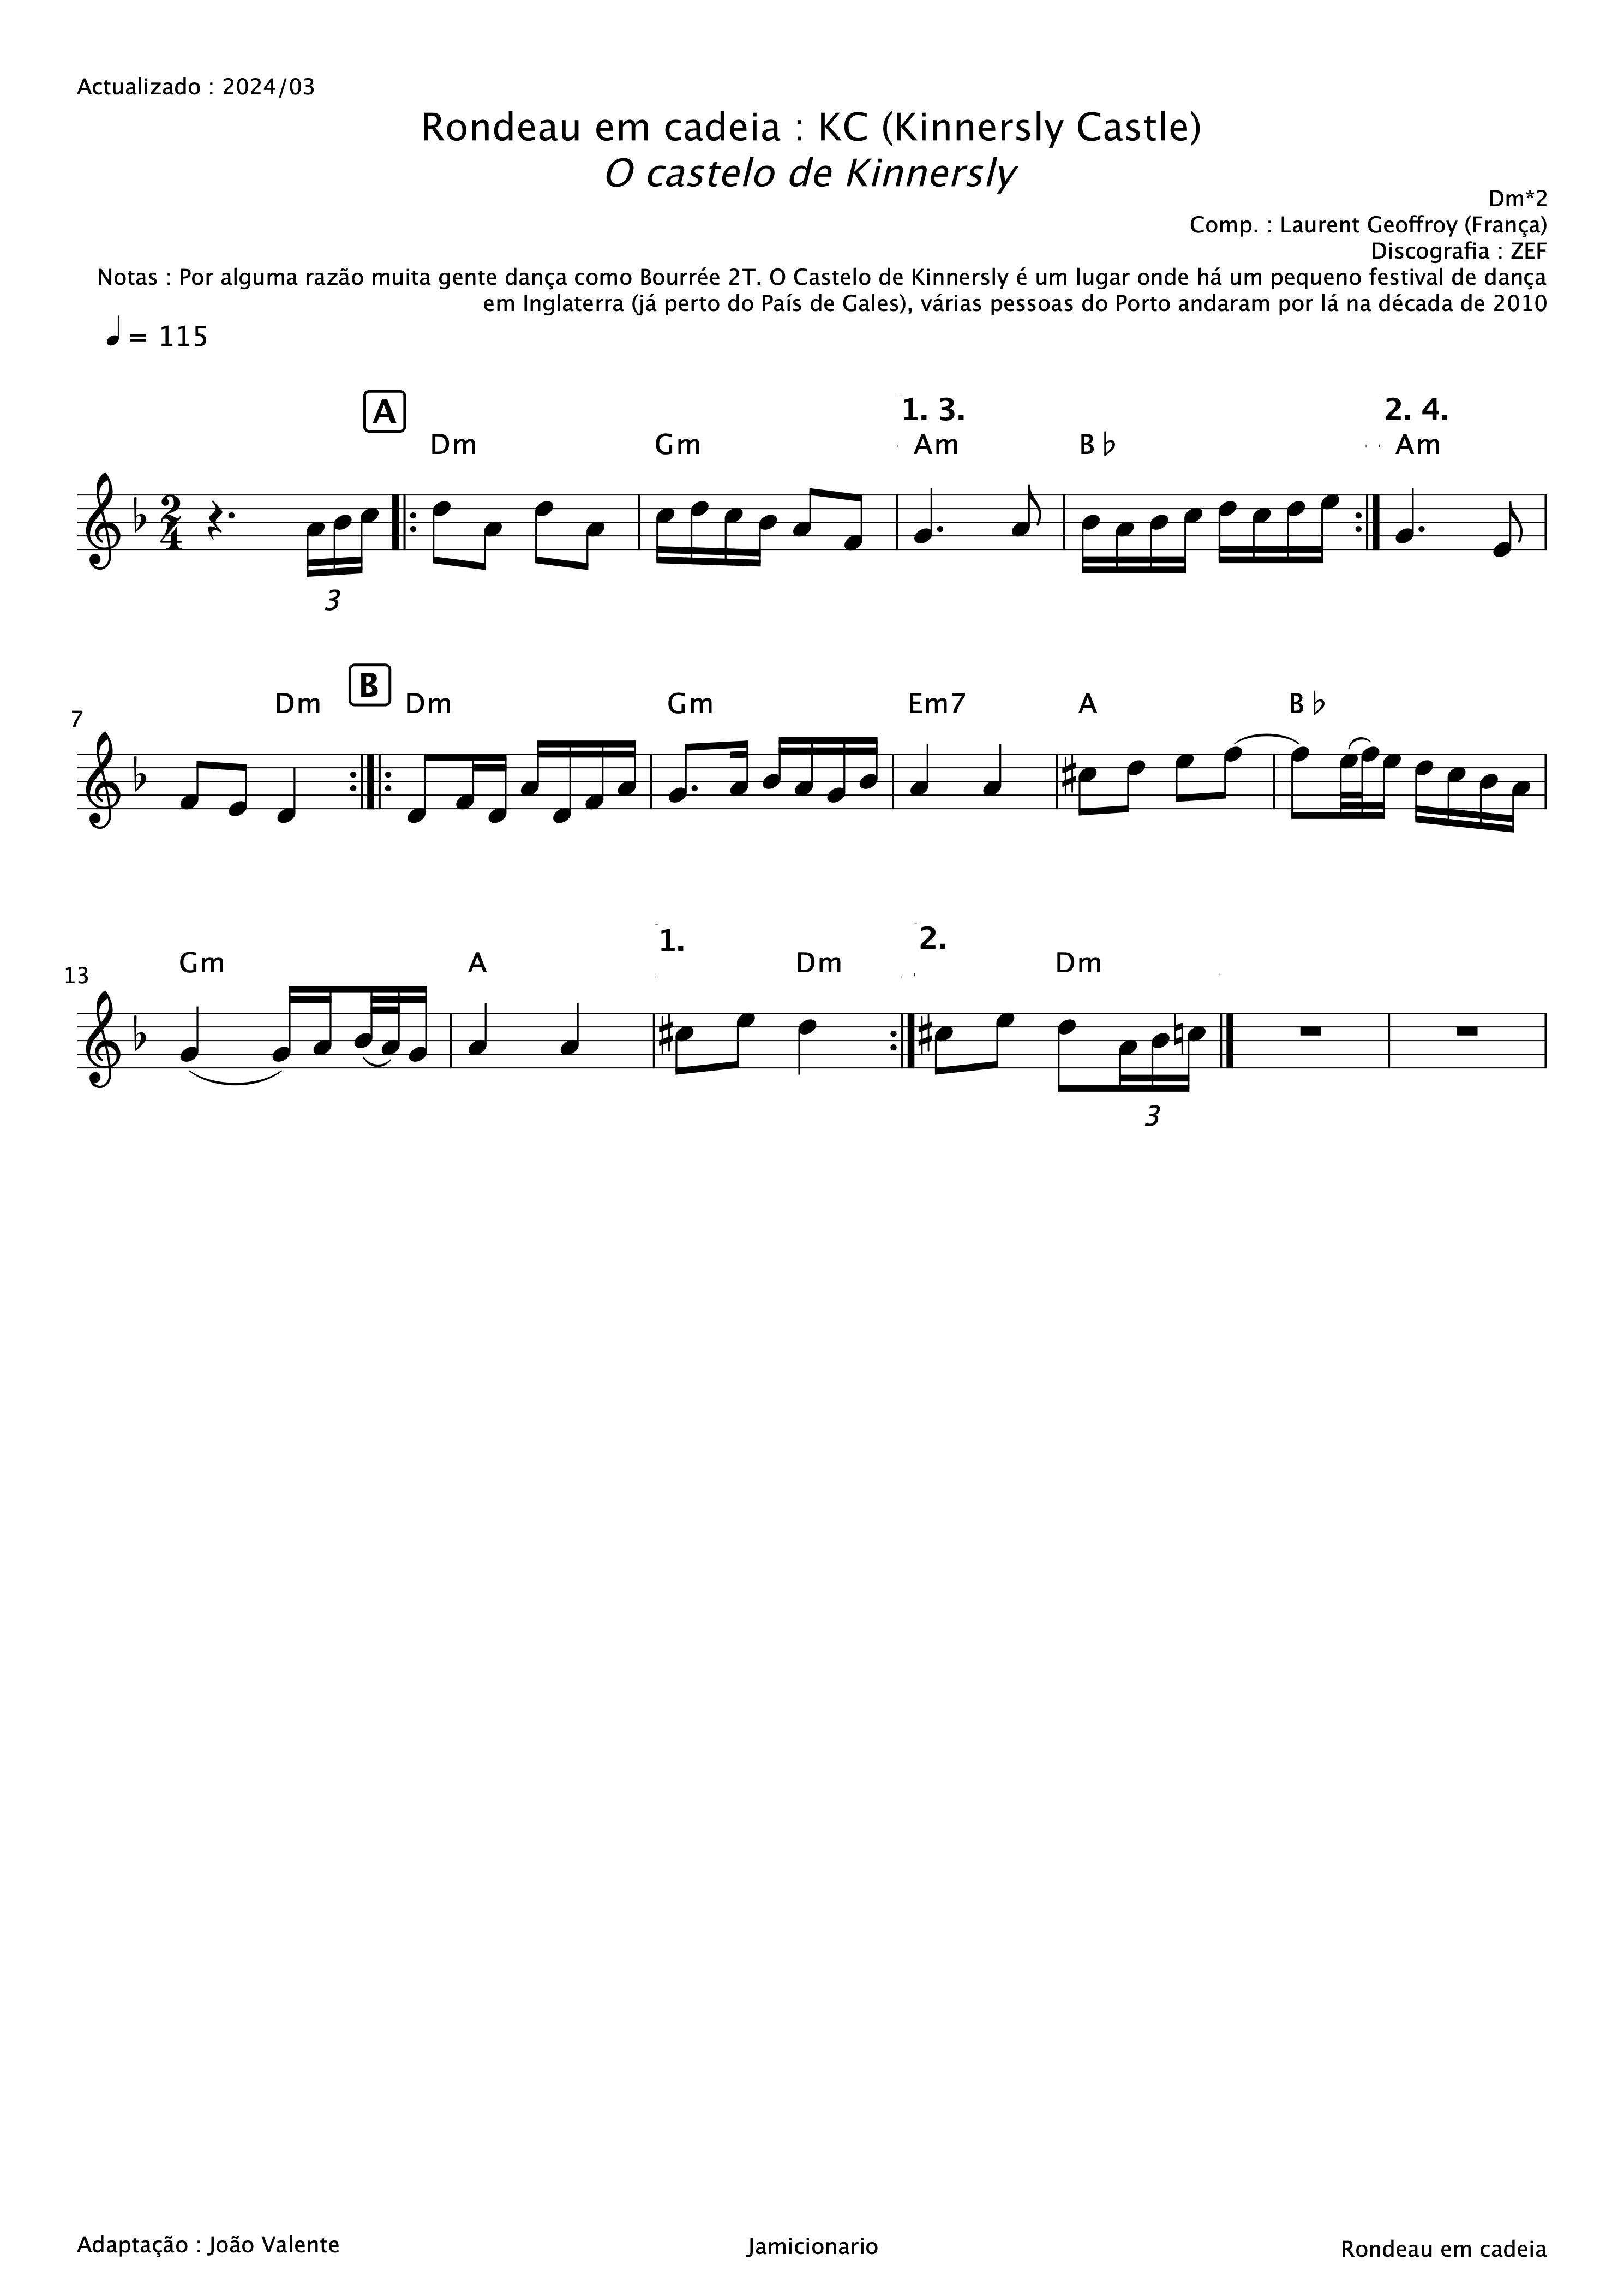 Actualizado : 2024/03
Rondeau em cadeia : KC (Kinnersly Castle)
O castelo de Kinnersly
Dm*2
Comp. : Laurent Geoffroy (França)
Discografia : ZEF
Notas : Por alguma razão muita gente dança como Bourrée 2T. O Castelo de Kinnersly é um lugar onde há um pequeno festival de dança
em Inglaterra (já perto do País de Gales), várias pessoas do Porto andaram por lá na década de 2010
♩ = 115
A 1. 3. 2. 4.
Dm Gm Am B♭ Am
2
4
3
B
7 Dm Dm Gm Em7 A B♭
1. 2.
13 Gm A Dm Dm
3
Adaptação : João Valente Jamicionario Rondeau em cadeia